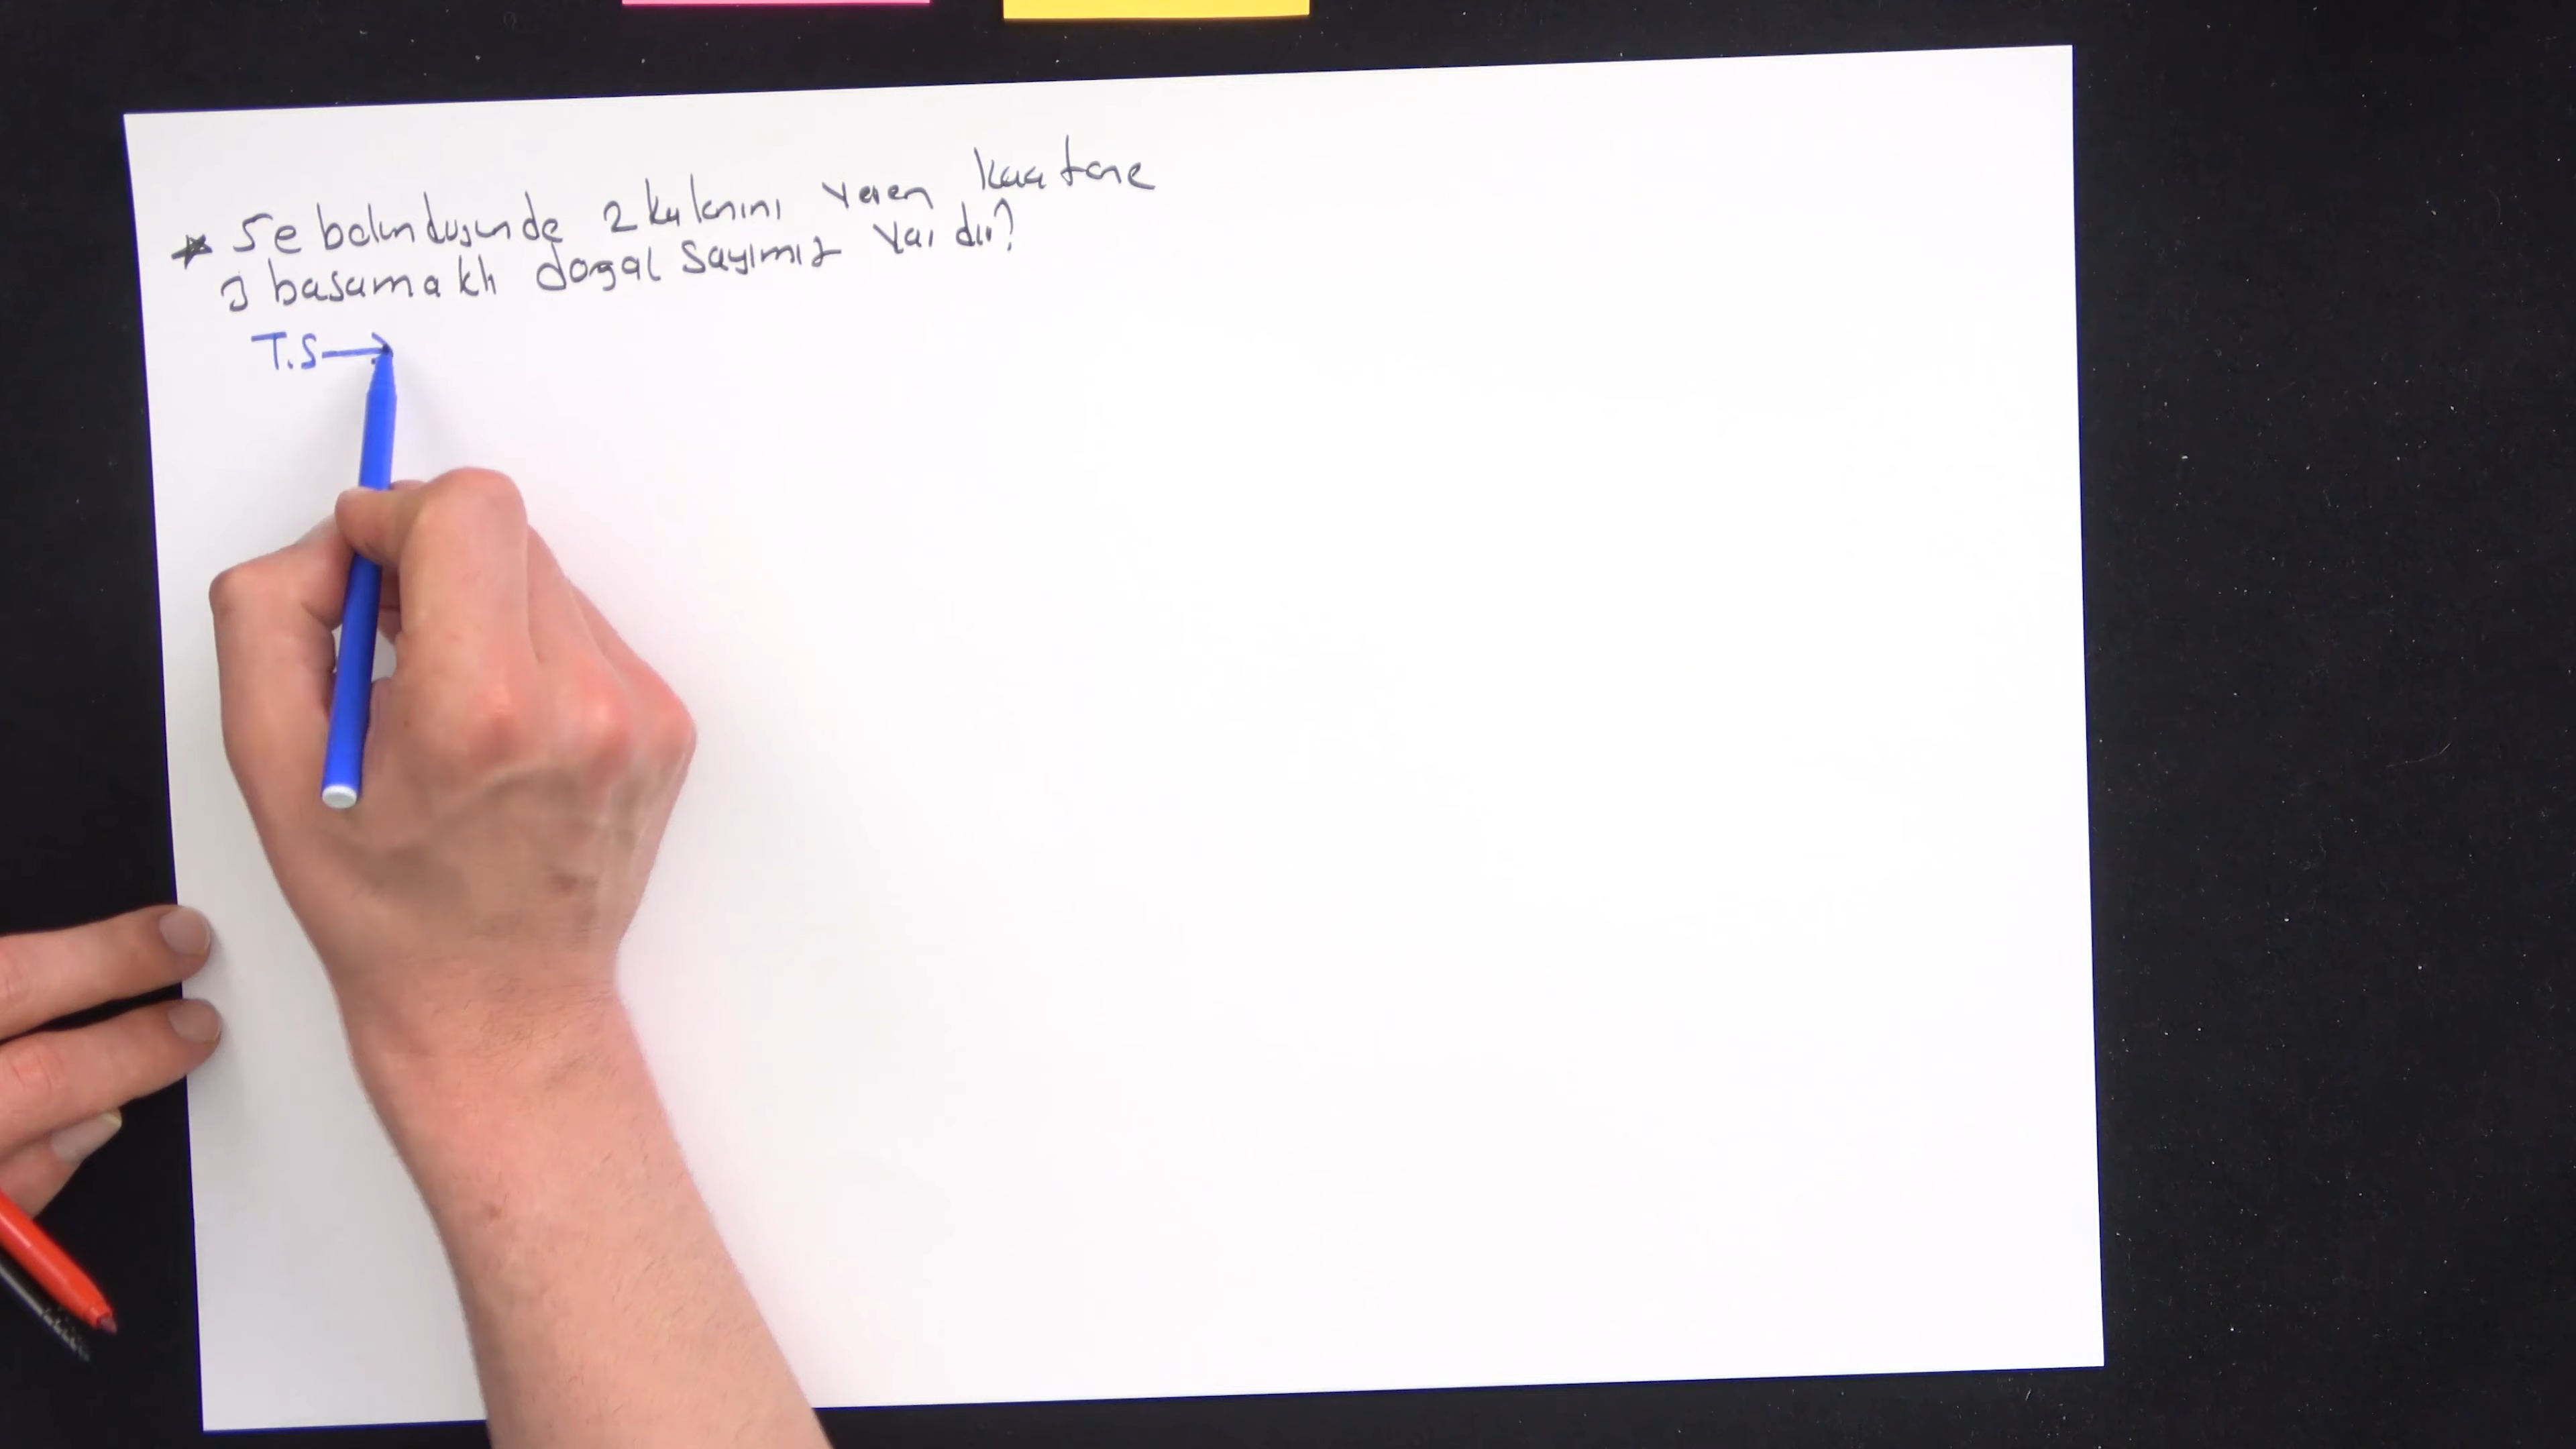 * 5e bölündüğünde 2 kalanını veren kaç tane
3 basamaklı doğal sayımız vardır?
T.S→